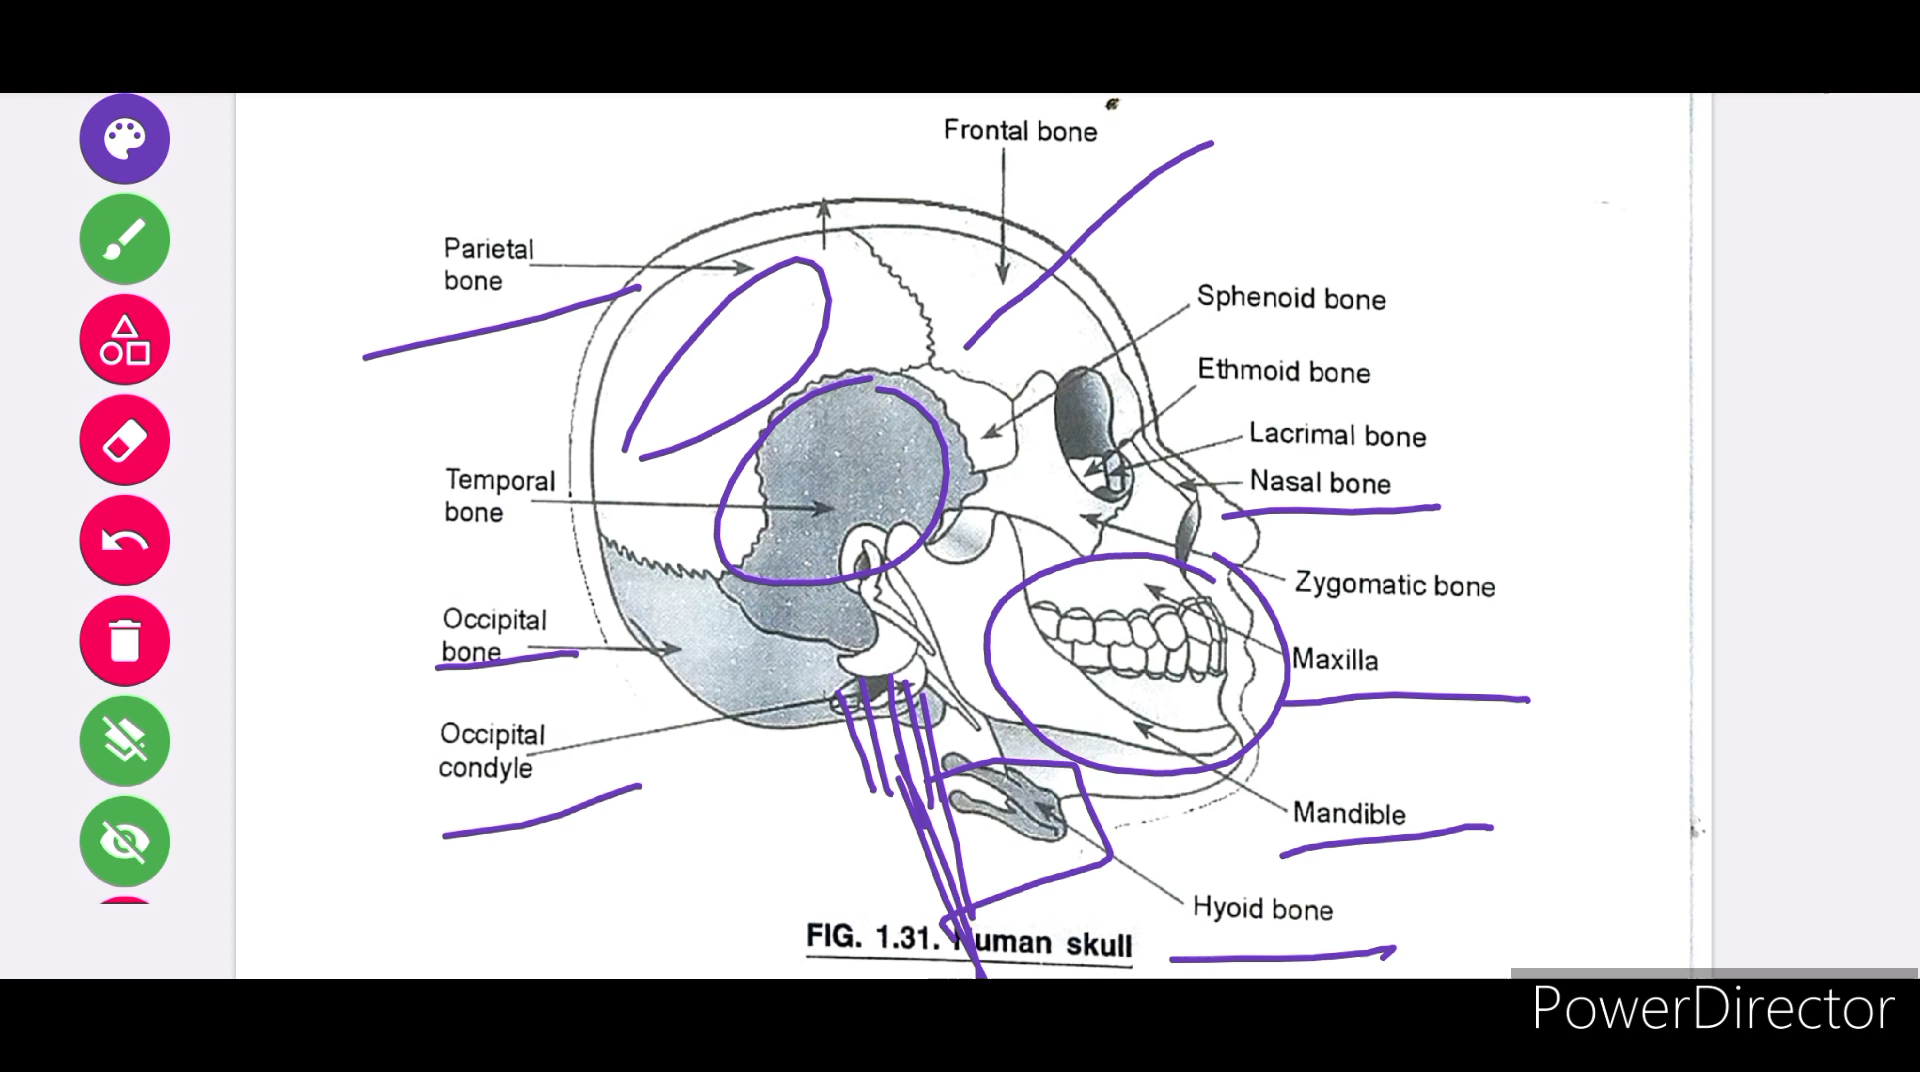 Frontal bone
Parietal
bone
Sphenoid bone
Ethmoid bone
Lacrimal bone
Nasal bone
Temporal
bone
Zygomatic bone
Occipital
bone
Maxilla
Occipital
condyle
Mandible
Hyoid bone
FIG. 1.31. Human skull
PowerDirector